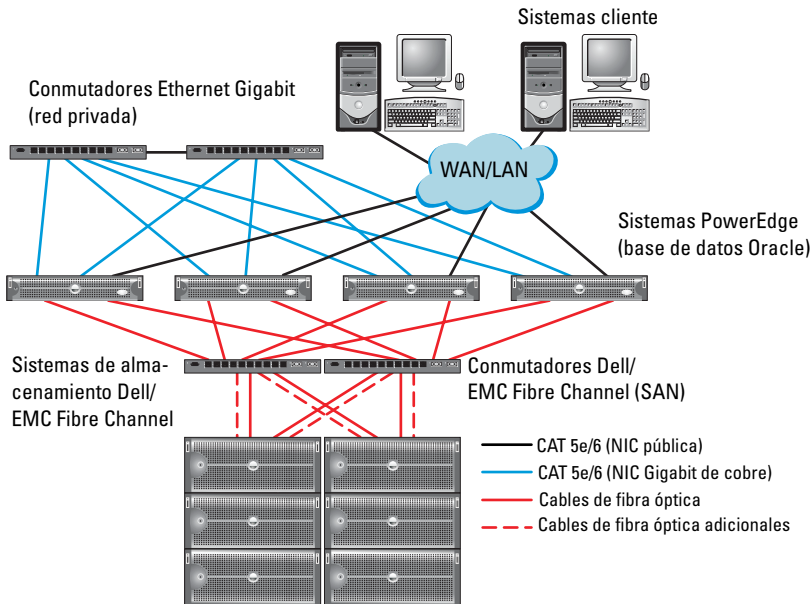 Sistemas cliente
Conmutadores Ethernet Gigabit
(red privada)
WAN/LAN
Sistemas PowerEdge
(base de datos Oracle)
Sistemas de alma-
cenamiento Dell/
EMC Fibre Channel
Conmutadores Dell/
EMC Fibre Channel (SAN)
CAT 5e/6 (NIC pública)
CAT 5e/6 (NIC Gigabit de cobre)
Cables de fibra óptica
Cables de fibra óptica adicionales